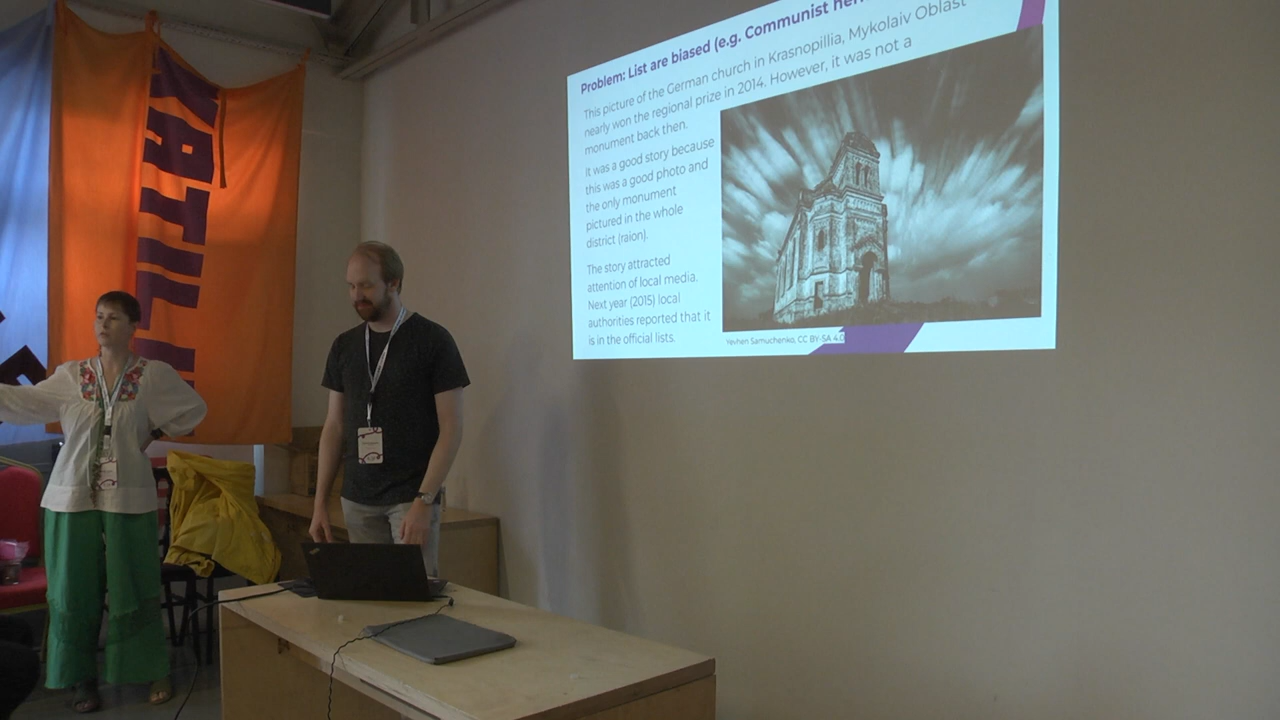 Problem: List are biased (e.g. Communist
This picture of the German church in Krasnopillia, Mykolaiv Oblast
nearly won the regional prize in 2014. However, it was not a
monument back then.
It was a good story because
this was a good photo and
the only monument
pictured in the whole
district (raion).
The story attracted
attention of local media.
Next year (2015) local
authorities reported that it
is in the official lists.
Yevhen Samuchenko, CC BY-SA 4.0